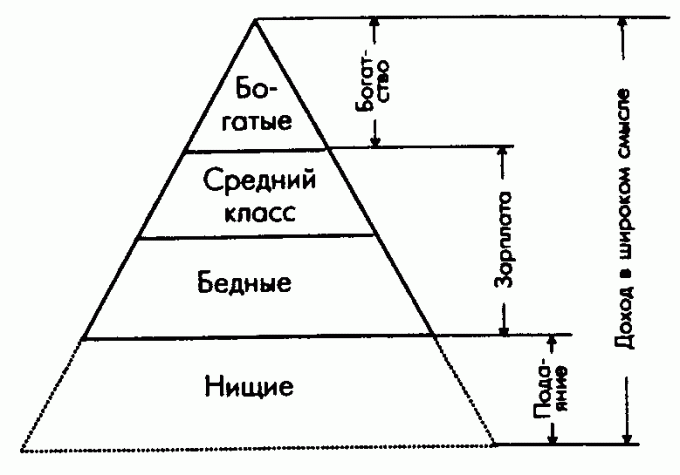 Бо-
гатые
Средний
класс
Бедные
Нищие
Богат-
ство
Зарплата
Пода-
яние
Доход в широком смысле